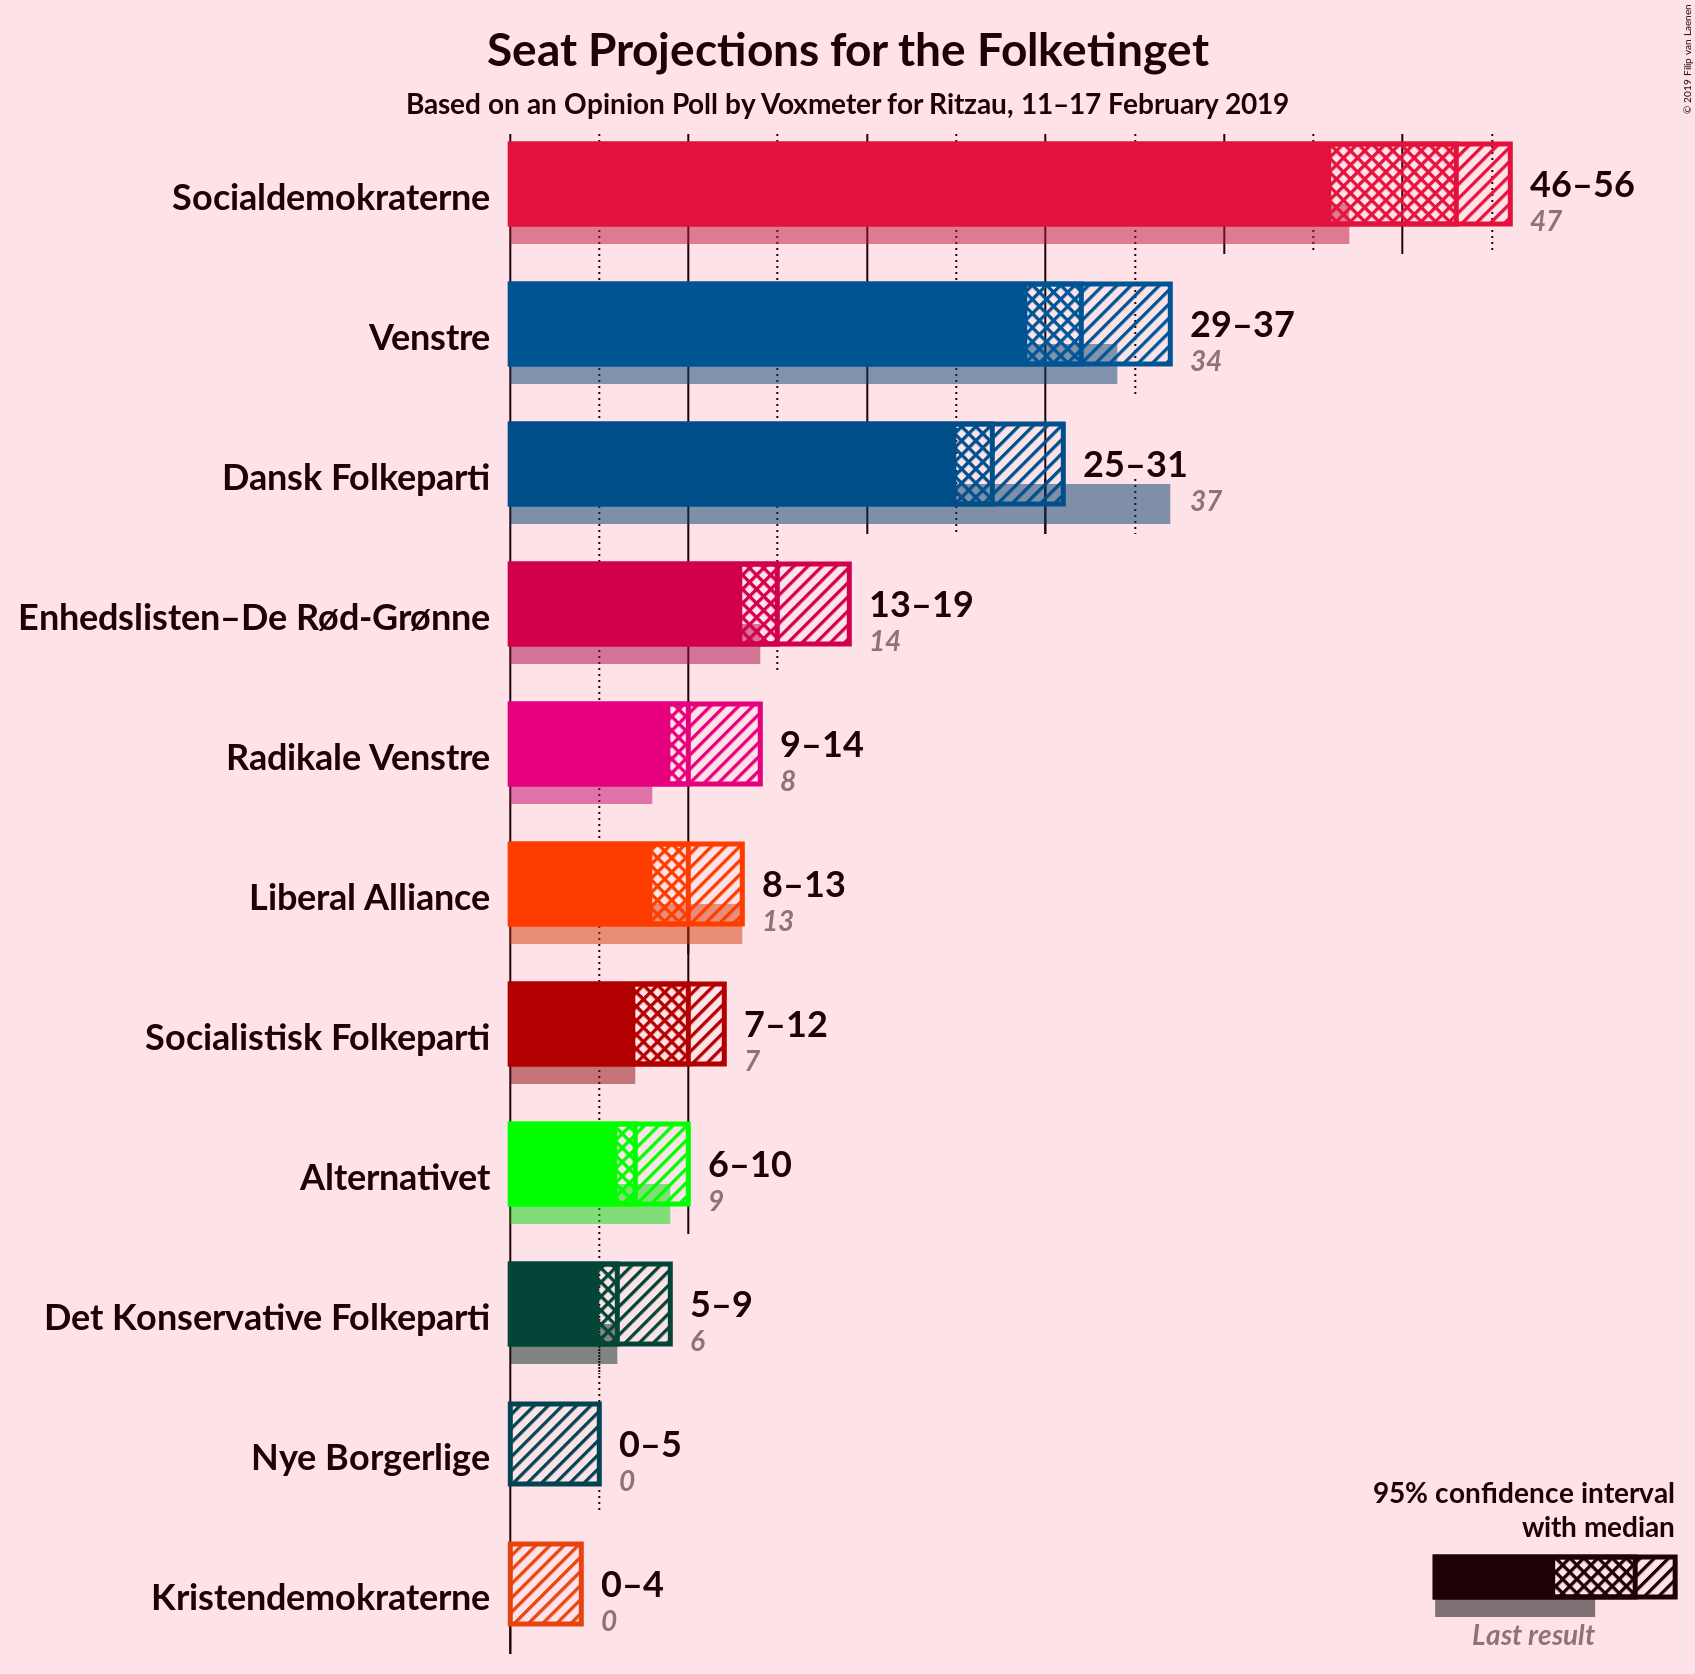 Seat Projections for the Folketinget
Based on an Opinion Poll by Voxmeter for Ritzau, 11–17 February 2019
© 2019 Filip van Laenen
Socialdemokraterne
46–56
47
Venstre
29–37
34
Dansk Folkeparti
25–31
37
Enhedslisten–De Rød-Grønne
13–19
14
Radikale Venstre
9–14
8
Liberal Alliance
8–13
13
Socialistisk Folkeparti
7–12
7
Alternativet
6–10
9
Det Konservative Folkeparti
5–9
6
Nye Borgerlige
0–5
0
Kristendemokraterne
0–4
0
95% confidence interval
with median
Last result